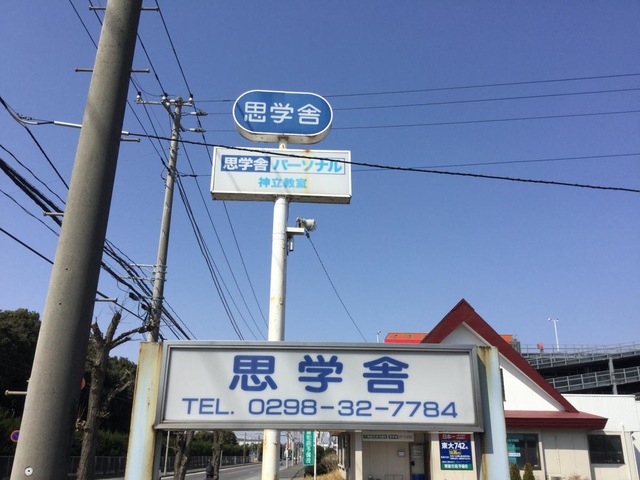 思学舎
思学舎 パーソナル
神立教室
思学舎
TEL. 0298-32-7784
東大742名